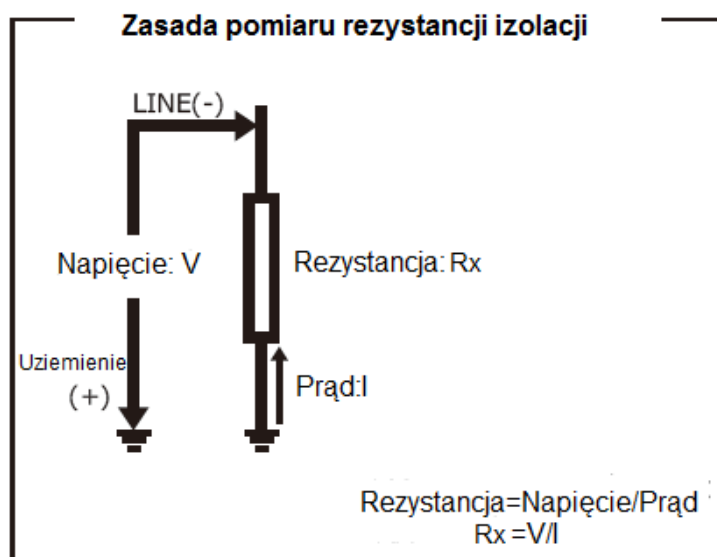 Zasada pomiaru rezystancji izolacji
LINE(-)
Napięcie: V
Rezystancja: Rx
Uziemienie
(+)
Prąd:I
Rezystancja=Napięcie/Prąd
Rx =V/I